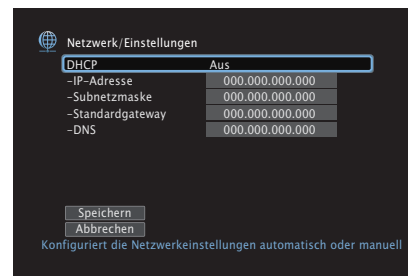 Netzwerk/Einstellungen
DHCP Aus
–IP-Adresse 000.000.000.000
–Subnetzmaske 000.000.000.000
–Standardgateway 000.000.000.000
–DNS 000.000.000.000
Speichern
Abbrechen
Konfiguriert die Netzwerkeinstellungen automatisch oder manuell